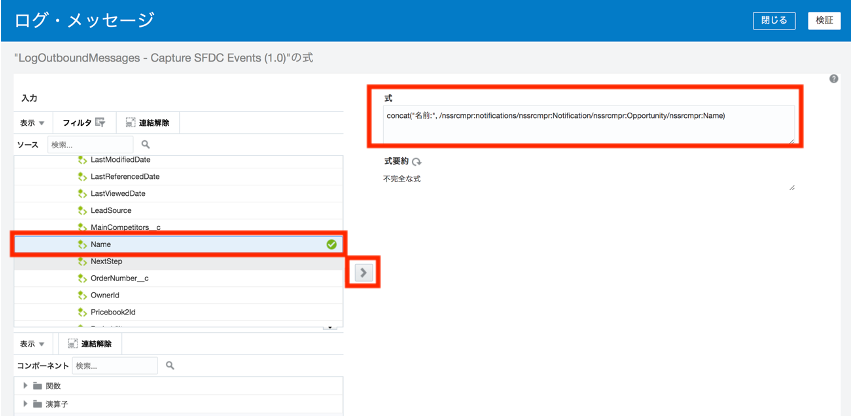 ログ・メッセージ
閉じる
検証
"LogOutboundMessages - Capture SFDC Events (1.0)"の式
入力
表示
フィルタ
連結解除
ソース
検索...
LastModifiedDate
LastReferencedDate
LastViewedDate
LeadSource
MainCompetitors__c
Name
NextStep
OrderNumber__c
OwnerId
Pricebook2Id
表示
連結解除
コンポーネント
検索...
関数
演算子
式
concat("名前:", /nssrcmpr:notifications/nssrcmpr:Notification/nssrcmpr:Opportunity/nssrcmpr:Name)
式要約
不完全な式